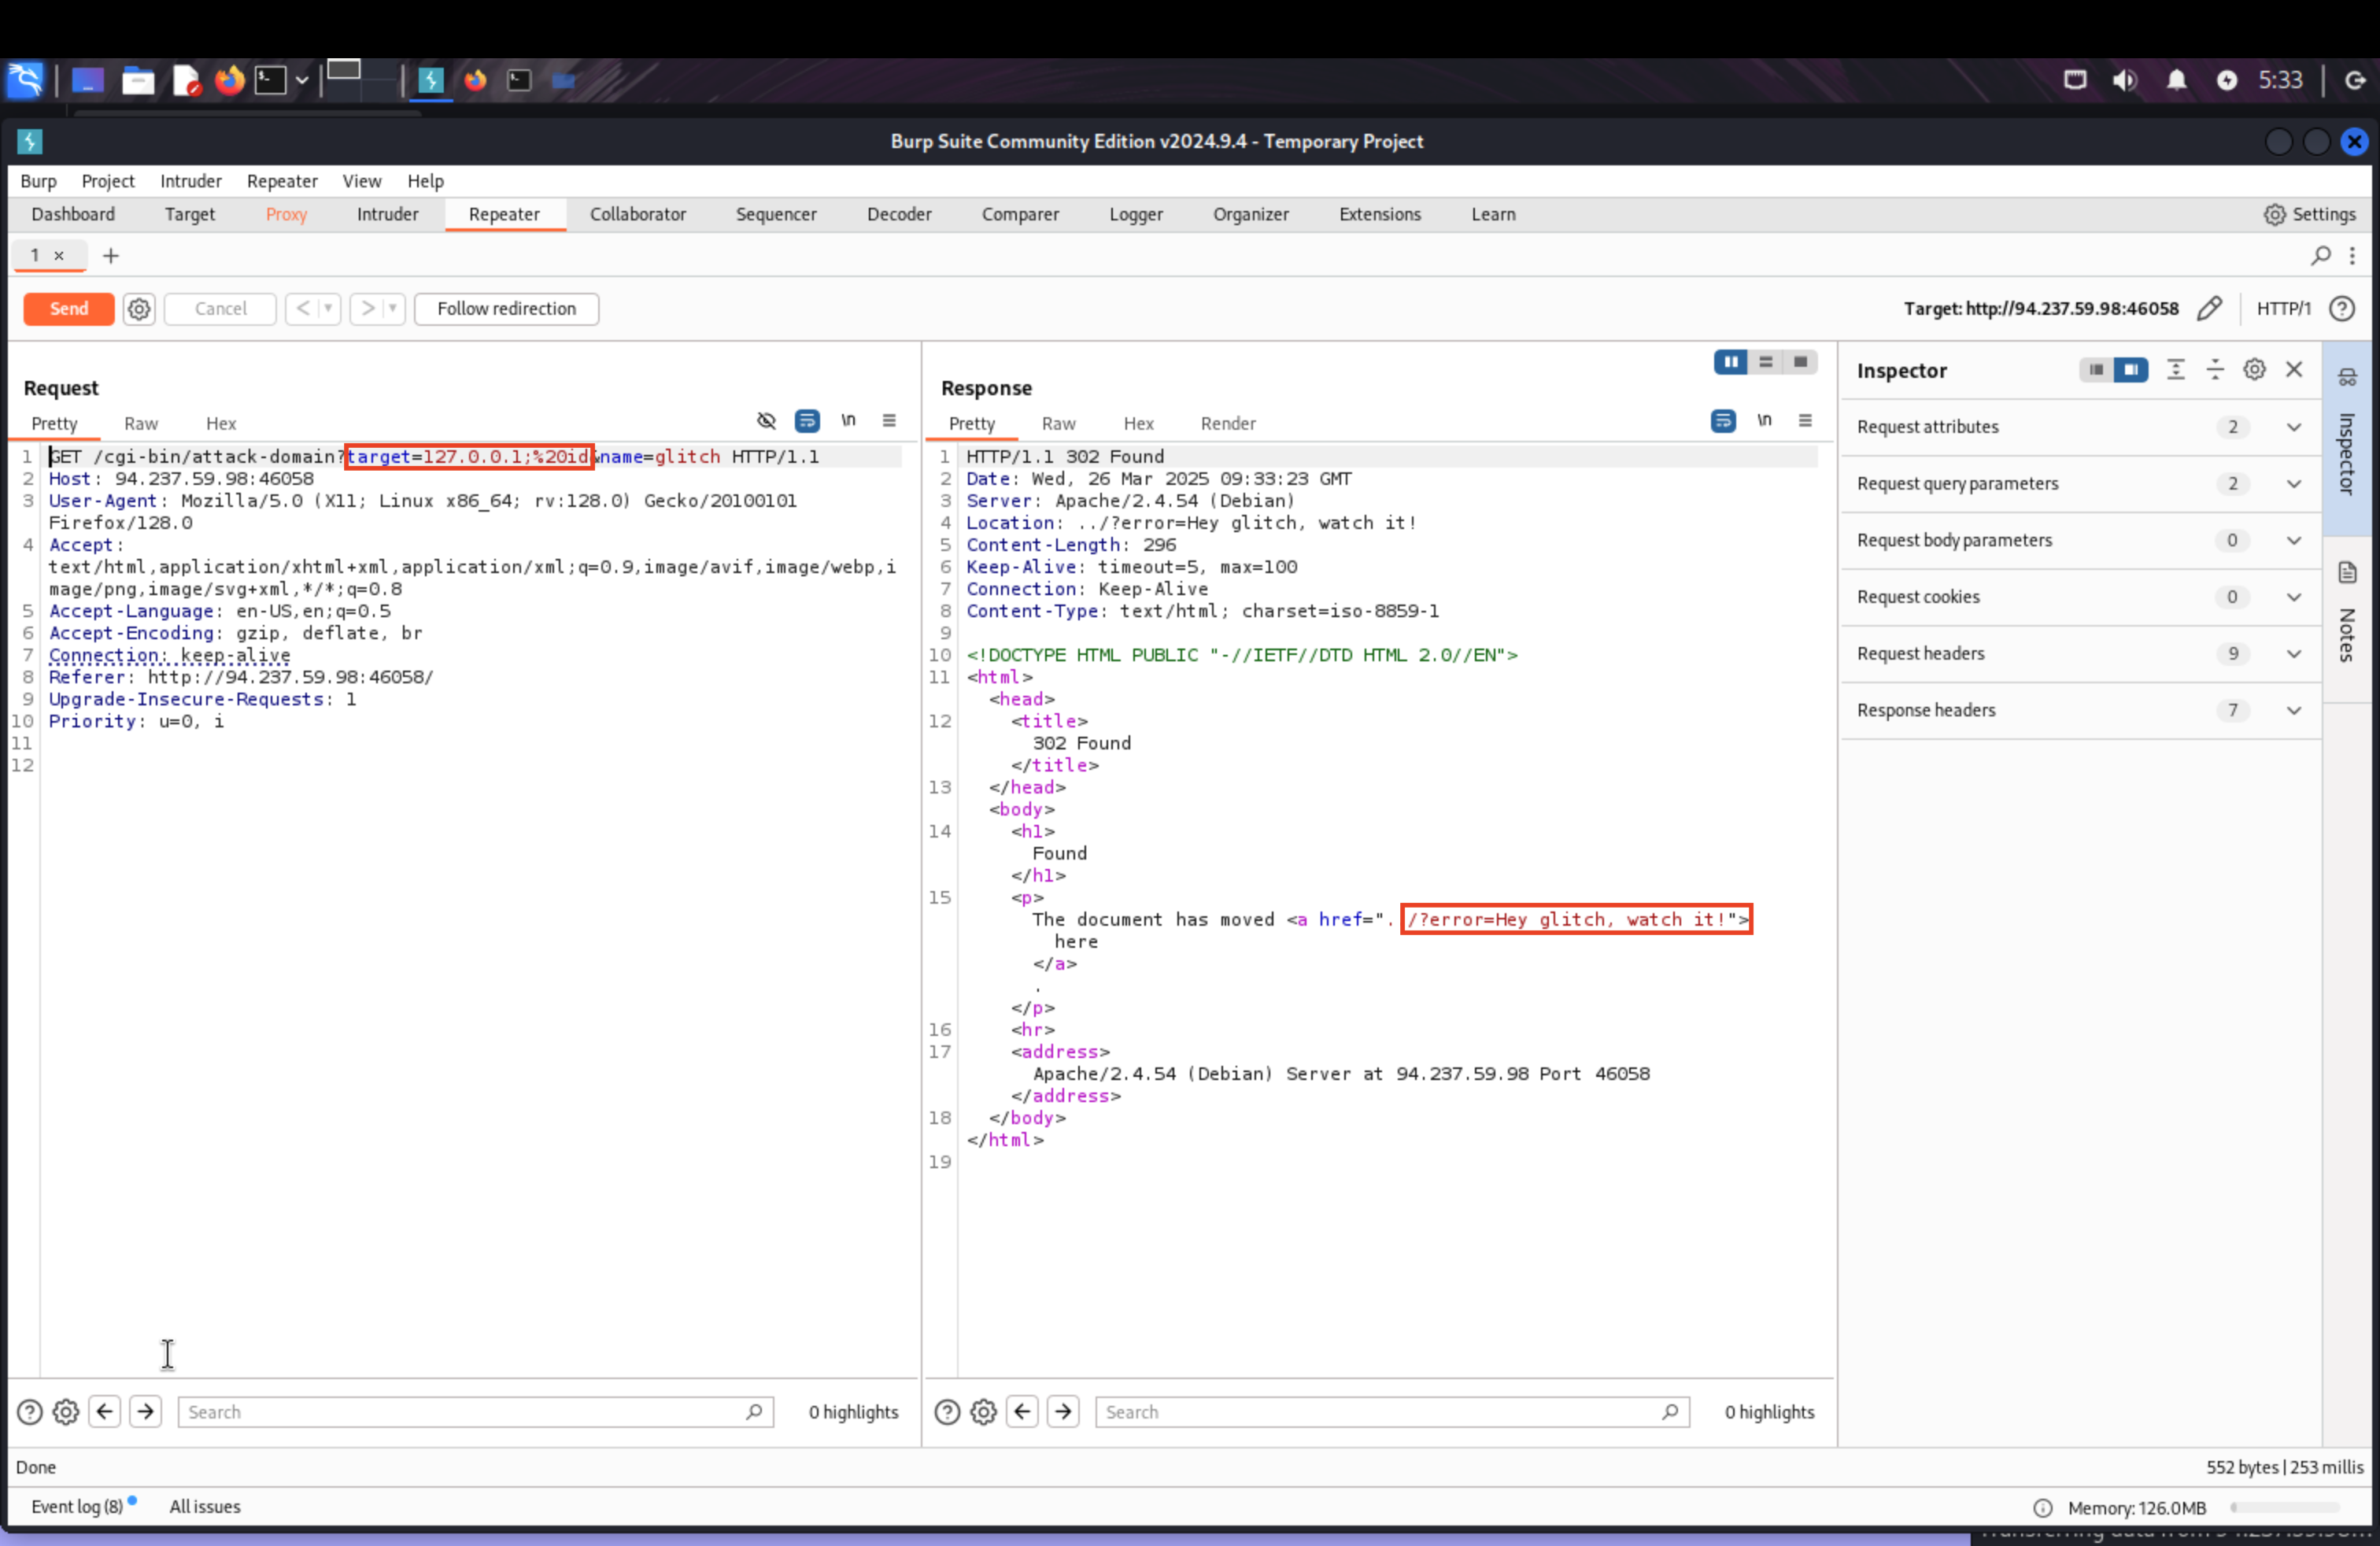 5:33
Burp Suite Community Edition v2024.9.4 - Temporary Project
Burp Project Intruder Repeater View Help
Dashboard Target Proxy Intruder Repeater Collaborator Sequencer Decoder Comparer Logger Organizer Extensions Learn Settings
1 × +
Send Cancel < > Follow redirection Target: http://94.237.59.98:46058 HTTP/1
Request
Pretty Raw Hex \n
1 GET /cgi-bin/attack-domain?target=127.0.0.1;%20id&name=glitch HTTP/1.1
2 Host: 94.237.59.98:46058
3 User-Agent: Mozilla/5.0 (X11; Linux x86_64; rv:128.0) Gecko/20100101
Firefox/128.0
4 Accept:
text/html,application/xhtml+xml,application/xml;q=0.9,image/avif,image/webp,i
mage/png,image/svg+xml,*/*;q=0.8
5 Accept-Language: en-US,en;q=0.5
6 Accept-Encoding: gzip, deflate, br
7 Connection: keep-alive
8 Referer: http://94.237.59.98:46058/
9 Upgrade-Insecure-Requests: 1
10 Priority: u=0, i
11
12
Search 0 highlights
Response
Pretty Raw Hex Render \n
1 HTTP/1.1 302 Found
2 Date: Wed, 26 Mar 2025 09:33:23 GMT
3 Server: Apache/2.4.54 (Debian)
4 Location: ../?error=Hey glitch, watch it!
5 Content-Length: 296
6 Keep-Alive: timeout=5, max=100
7 Connection: Keep-Alive
8 Content-Type: text/html; charset=iso-8859-1
9
10 <!DOCTYPE HTML PUBLIC "-//IETF//DTD HTML 2.0//EN">
11 <html>
<head>
12 <title>
302 Found
</title>
13 </head>
<body>
14 <h1>
Found
</h1>
15 <p>
The document has moved <a href="./?error=Hey glitch, watch it!">
here
</a>
.
</p>
16 <hr>
17 <address>
Apache/2.4.54 (Debian) Server at 94.237.59.98 Port 46058
</address>
18 </body>
</html>
19
Search 0 highlights
Inspector
Request attributes 2
Request query parameters 2
Request body parameters 0
Request cookies 0
Request headers 9
Response headers 7
Inspector
Notes
Done 552 bytes | 253 millis
Event log (8) All issues Memory: 126.0MB